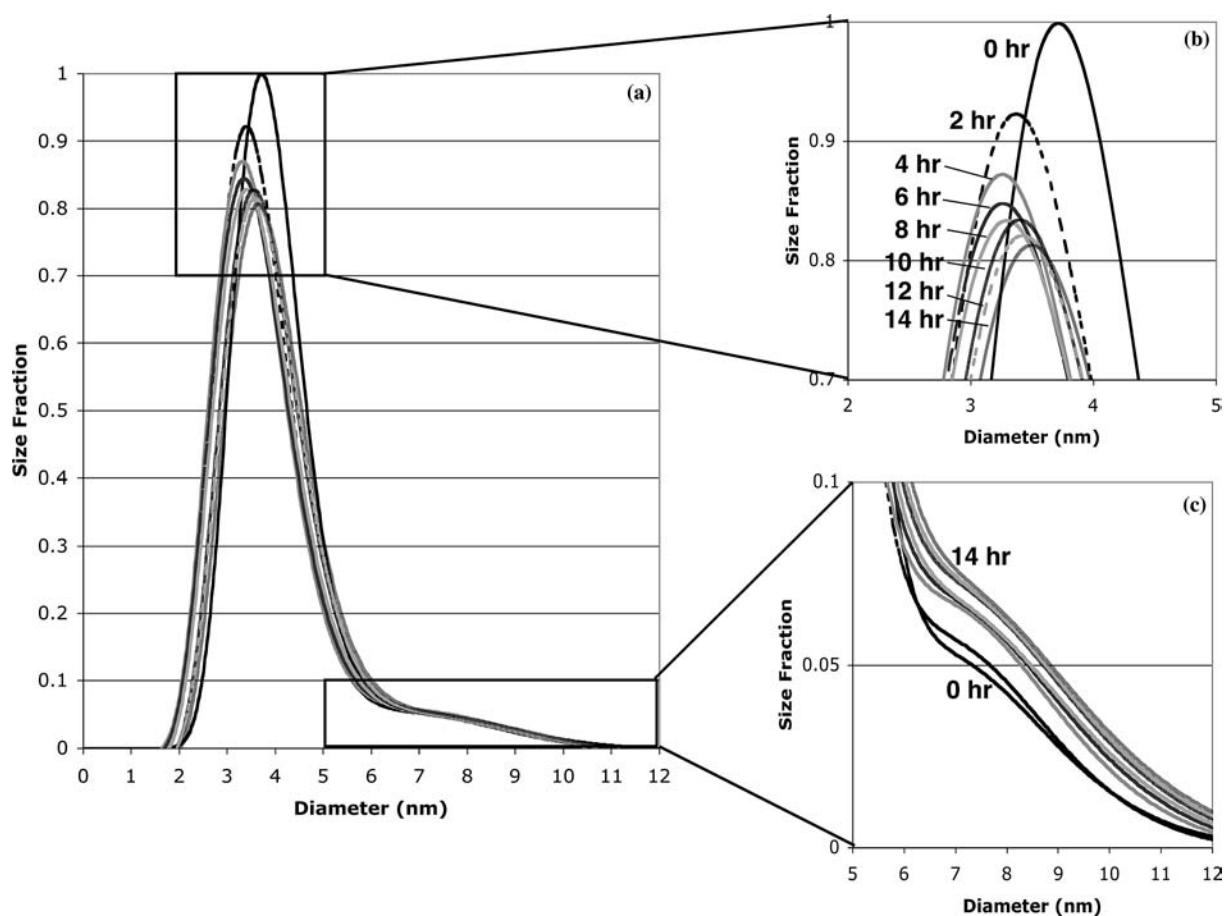 (a)
1
0.9
0.8
0.7
0.6
0.5
0.4
0.3
0.2
0.1
0
Size Fraction
0 1 2 3 4 5 6 7 8 9 10 11 12
Diameter (nm)
(b)
1
0.9
0.8
0.7
Size Fraction
0 hr
2 hr
4 hr
6 hr
8 hr
10 hr
12 hr
14 hr
2 3 4 5
Diameter (nm)
(c)
0.1
0.05
0
Size Fraction
14 hr
0 hr
5 6 7 8 9 10 11 12
Diameter (nm)